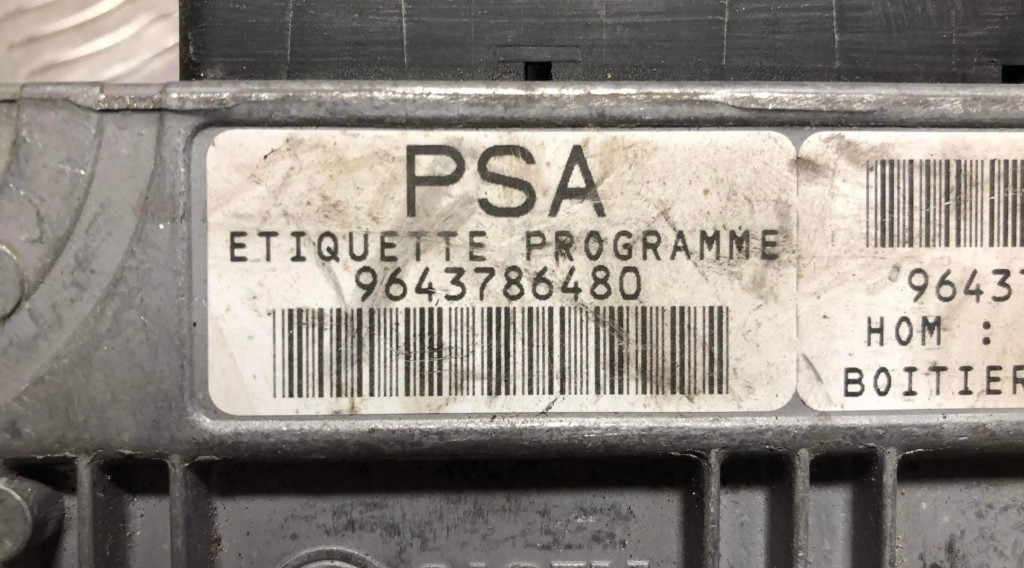 PSA
ETIQUETTE PROGRAMME
9643786480
HOM :